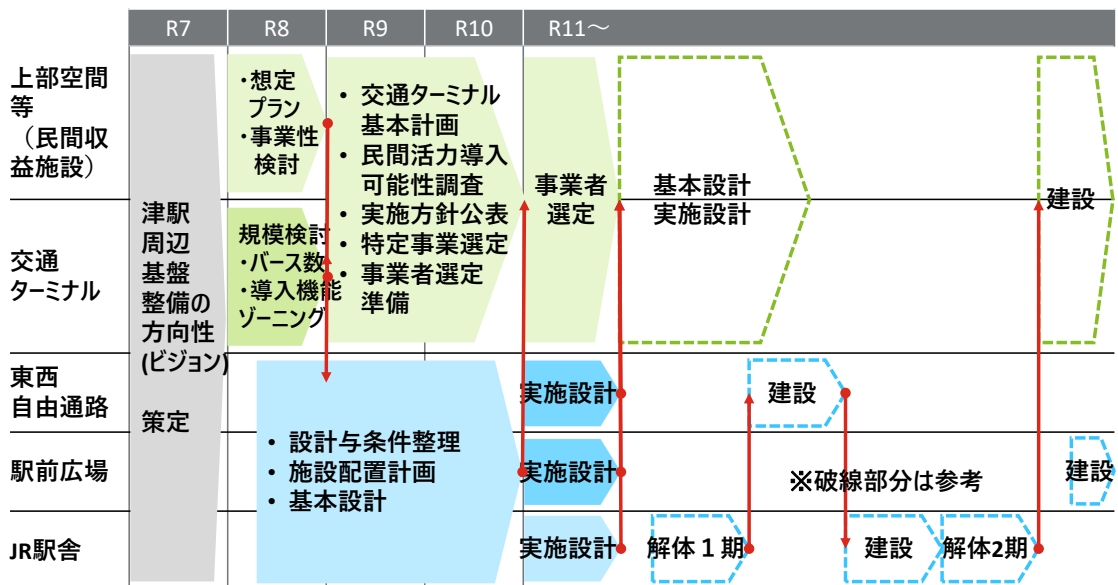 R7
R8
R9
R10
R11～
上部空間
等
（民間収
益施設）
交通
ターミナル
東西
自由通路
駅前広場
JR駅舎
津駅
周辺
基盤
整備の
方向性
(ビジョン)
策定
・想定
プラン
・事業性
検討
規模検討
・バース数
・導入機能
ゾーニング
• 交通ターミナル
基本計画
• 民間活力導入
可能性調査
• 実施方針公表
• 特定事業選定
• 事業者選定
準備
事業者
選定
基本設計
実施設計
建設
• 設計与条件整理
• 施設配置計画
• 基本設計
実施設計
建設
実施設計
※破線部分は参考
建設
実施設計
解体１期
建設
解体2期